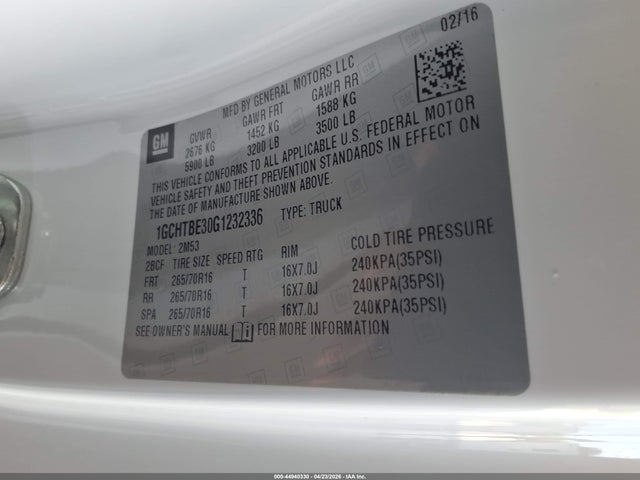 02/16
MFD BY GENERAL MOTORS LLC
GM
GVWR GAWR FRT GAWR RR
2676 KG 1452 KG 1588 KG
5900 LB 3200 LB 3500 LB
THIS VEHICLE CONFORMS TO ALL APPLICABLE U.S. FEDERAL MOTOR
VEHICLE SAFETY AND THEFT PREVENTION STANDARDS IN EFFECT ON
THE DATE OF MANUFACTURE SHOWN ABOVE.
1GCHTBE30G1232336 TYPE: TRUCK
MODEL: 2M53
2BCF TIRE SIZE SPEED RTG RIM COLD TIRE PRESSURE
FRT 265/70R16 T 16X7.0J 240KPA(35PSI)
RR 265/70R16 T 16X7.0J 240KPA(35PSI)
SPA 265/70R16 T 16X7.0J 240KPA(35PSI)
SEE OWNER'S MANUAL FOR MORE INFORMATION
000-44940330 - 04/23/2026 - IAA Inc.